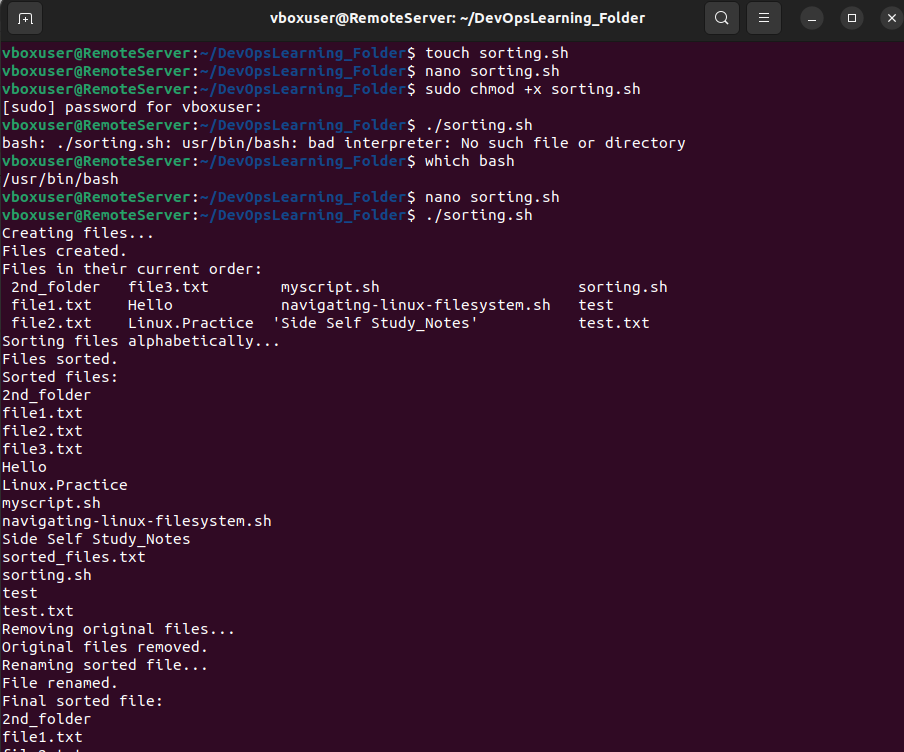 vboxuser@RemoteServer: ~/DevOpsLearning_Folder
vboxuser@RemoteServer:~/DevOpsLearning_Folder$ touch sorting.sh
vboxuser@RemoteServer:~/DevOpsLearning_Folder$ nano sorting.sh
vboxuser@RemoteServer:~/DevOpsLearning_Folder$ sudo chmod +x sorting.sh
[sudo] password for vboxuser:
vboxuser@RemoteServer:~/DevOpsLearning_Folder$ ./sorting.sh
bash: ./sorting.sh: usr/bin/bash: bad interpreter: No such file or directory
vboxuser@RemoteServer:~/DevOpsLearning_Folder$ which bash
/usr/bin/bash
vboxuser@RemoteServer:~/DevOpsLearning_Folder$ nano sorting.sh
vboxuser@RemoteServer:~/DevOpsLearning_Folder$ ./sorting.sh
Creating files...
Files created.
Files in their current order:
 2nd_folder   file3.txt        myscript.sh                      sorting.sh
 file1.txt    Hello            navigating-linux-filesystem.sh   test
 file2.txt    Linux.Practice  'Side Self Study_Notes'           test.txt
Sorting files alphabetically...
Files sorted.
Sorted files:
2nd_folder
file1.txt
file2.txt
file3.txt
Hello
Linux.Practice
myscript.sh
navigating-linux-filesystem.sh
Side Self Study_Notes
sorted_files.txt
sorting.sh
test
test.txt
Removing original files...
Original files removed.
Renaming sorted file...
File renamed.
Final sorted file:
2nd_folder
file1.txt